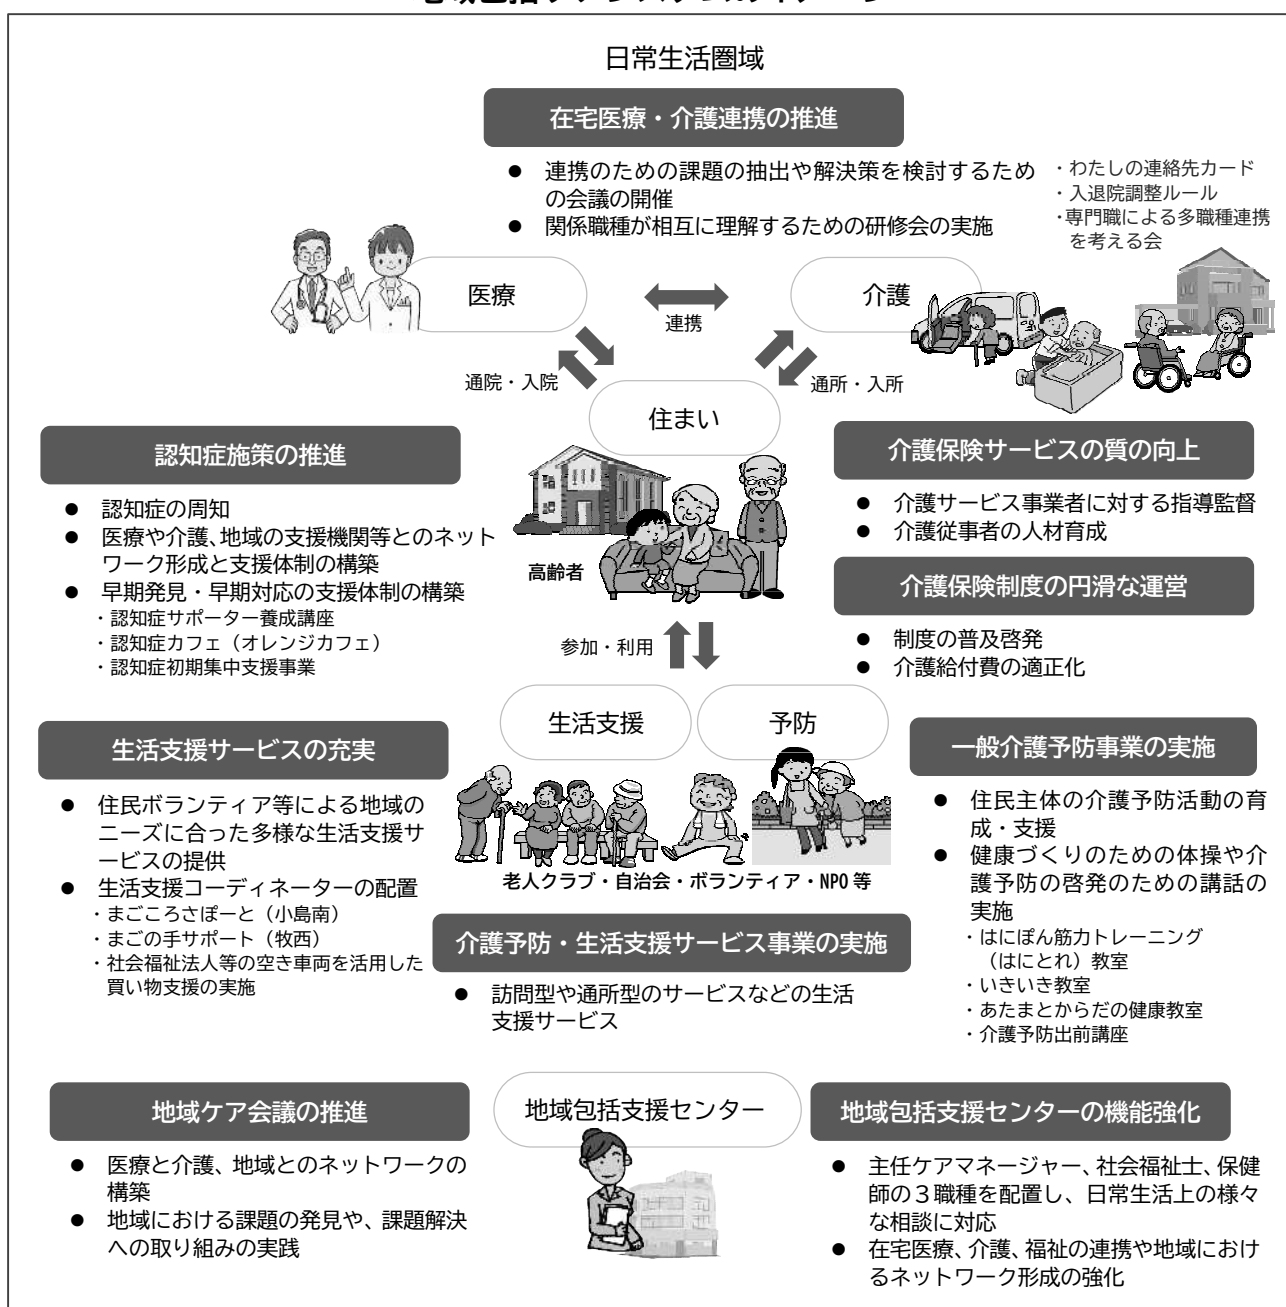 日常生活圏域
在宅医療・介護連携の推進
● 連携のための課題の抽出や解決策を検討するため
の会議の開催
● 関係職種が相互に理解するための研修会の実施
・わたしの連絡先カード
・入退院調整ルール
・専門職による多職種連携
を考える会
医療
連携
介護
通院・入院
通所・入所
住まい
高齢者
認知症施策の推進
● 認知症の周知
● 医療や介護、地域の支援機関等とのネット
ワーク形成と支援体制の構築
● 早期発見・早期対応の支援体制の構築
・認知症サポーター養成講座
・認知症カフェ（オレンジカフェ）
・認知症初期集中支援事業
介護保険サービスの質の向上
● 介護サービス事業者に対する指導監督
● 介護従事者の人材育成
介護保険制度の円滑な運営
● 制度の普及啓発
● 介護給付費の適正化
参加・利用
生活支援
予防
老人クラブ・自治会・ボランティア・NPO 等
生活支援サービスの充実
● 住民ボランティア等による地域の
ニーズに合った多様な生活支援サ
ービスの提供
● 生活支援コーディネーターの配置
・まごころさぽーと（小島南）
・まごの手サポート（牧西）
・社会福祉法人等の空き車両を活用した
買い物支援の実施
介護予防・生活支援サービス事業の実施
● 訪問型や通所型のサービスなどの生活
支援サービス
一般介護予防事業の実施
● 住民主体の介護予防活動の育
成・支援
● 健康づくりのための体操や介
護予防の啓発のための講話の
実施
・はにぽん筋力トレーニング
（はにとれ）教室
・いきいき教室
・あたまとからだの健康教室
・介護予防出前講座
地域ケア会議の推進
● 医療と介護、地域とのネットワークの
構築
● 地域における課題の発見や、課題解決
への取り組みの実践
地域包括支援センター
地域包括支援センターの機能強化
● 主任ケアマネージャー、社会福祉士、保健
師の３職種を配置し、日常生活上の様々
な相談に対応
● 在宅医療、介護、福祉の連携や地域におけ
るネットワーク形成の強化